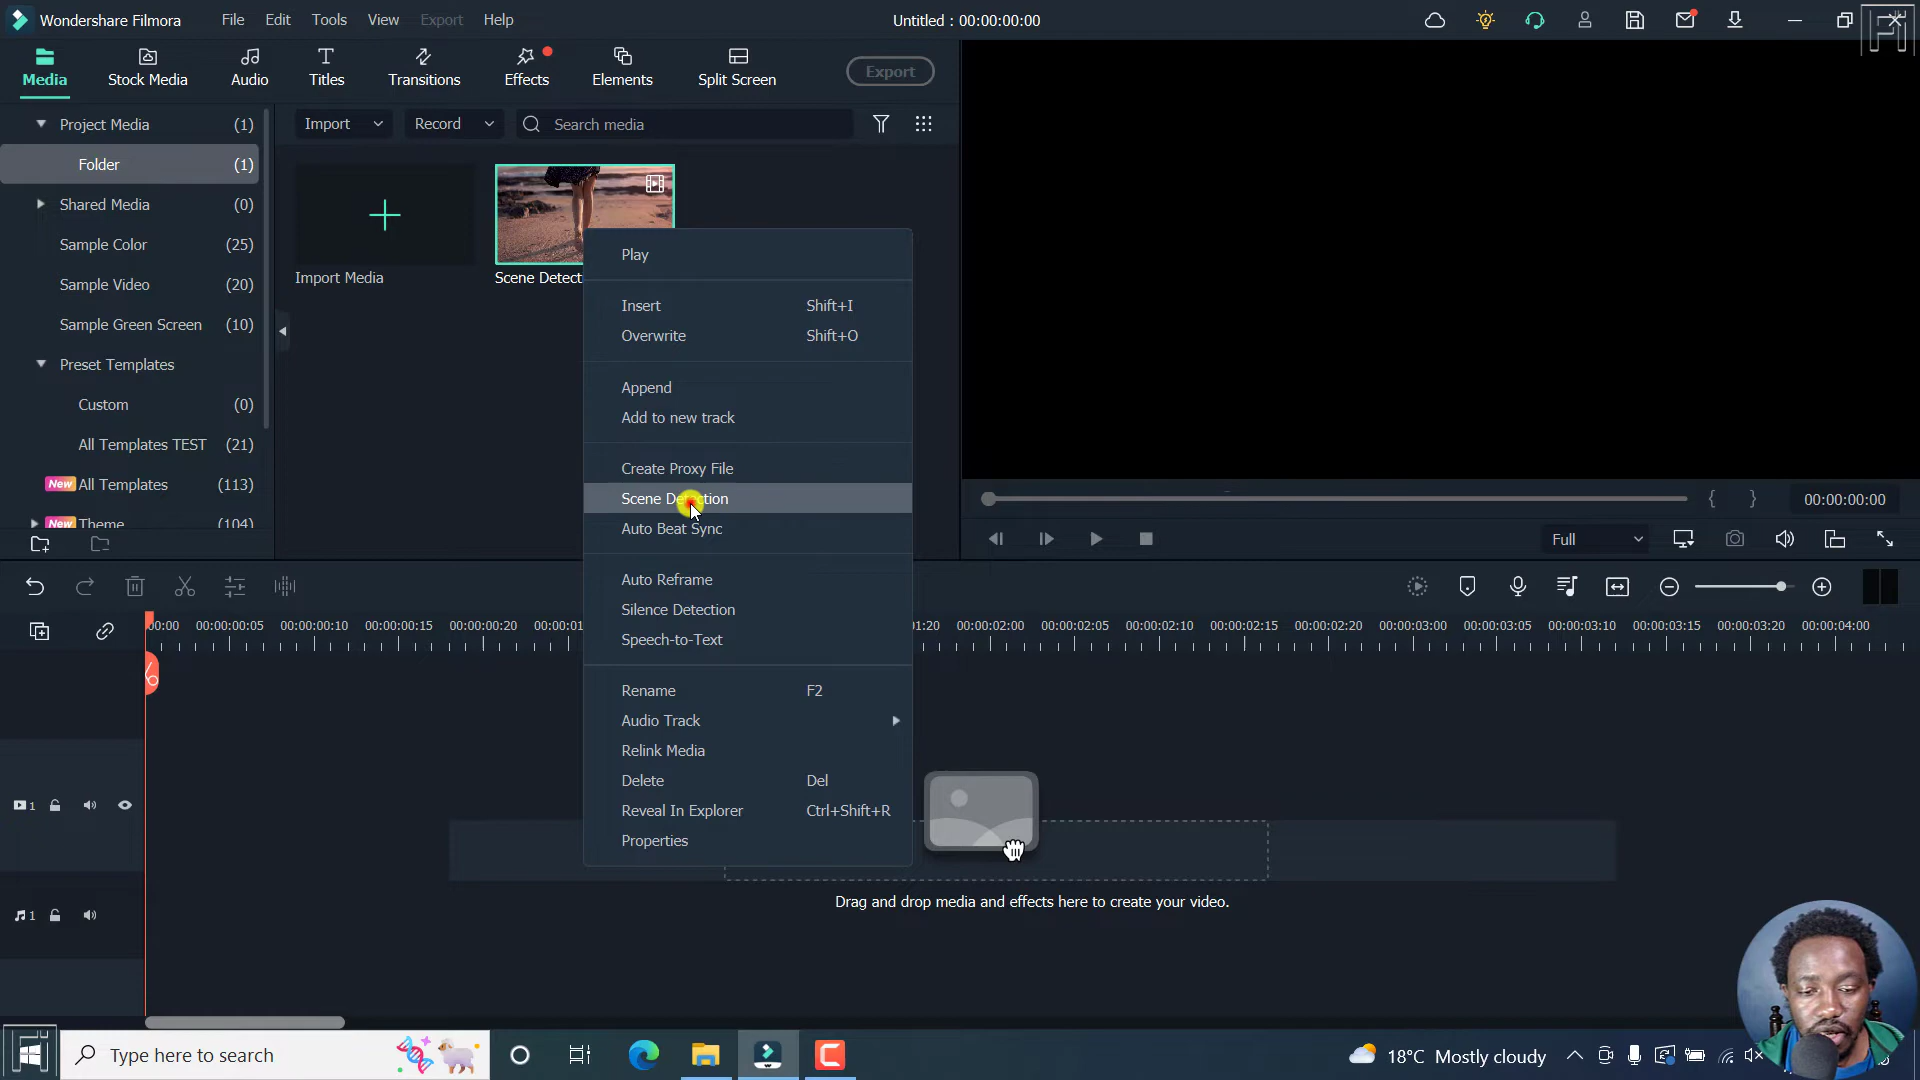 Wondershare Filmora File Edit Tools View Export Help Untitled : 00:00:00:00
Media Stock Media Audio Titles Transitions Effects Elements Split Screen Export
Project Media (1)
Folder (1)
Shared Media (0)
Sample Color (25)
Sample Video (20)
Sample Green Screen (10)
Preset Templates
Custom (0)
All Templates TEST (21)
New All Templates (113)
New Theme (104)
Import Record Search media
Import Media
Scene Detect
Play
Insert Shift+I
Overwrite Shift+O
Append
Add to new track
Create Proxy File
Scene Detection
Auto Beat Sync
Auto Reframe
Silence Detection
Speech-to-Text
Rename F2
Audio Track
Relink Media
Delete Del
Reveal In Explorer Ctrl+Shift+R
Properties
{ } 00:00:00:00
Full
:00:00 00:00:00:05 00:00:00:10 00:00:00:15 00:00:00:20 00:00:01 01:20 00:00:02:00 00:00:02:05 00:00:02:10 00:00:02:15 00:00:02:20 00:00:03:00 00:00:03:05 00:00:03:10 00:00:03:15 00:00:03:20 00:00:04:00
1
1
Drag and drop media and effects here to create your video.
Type here to search 18°C Mostly cloudy